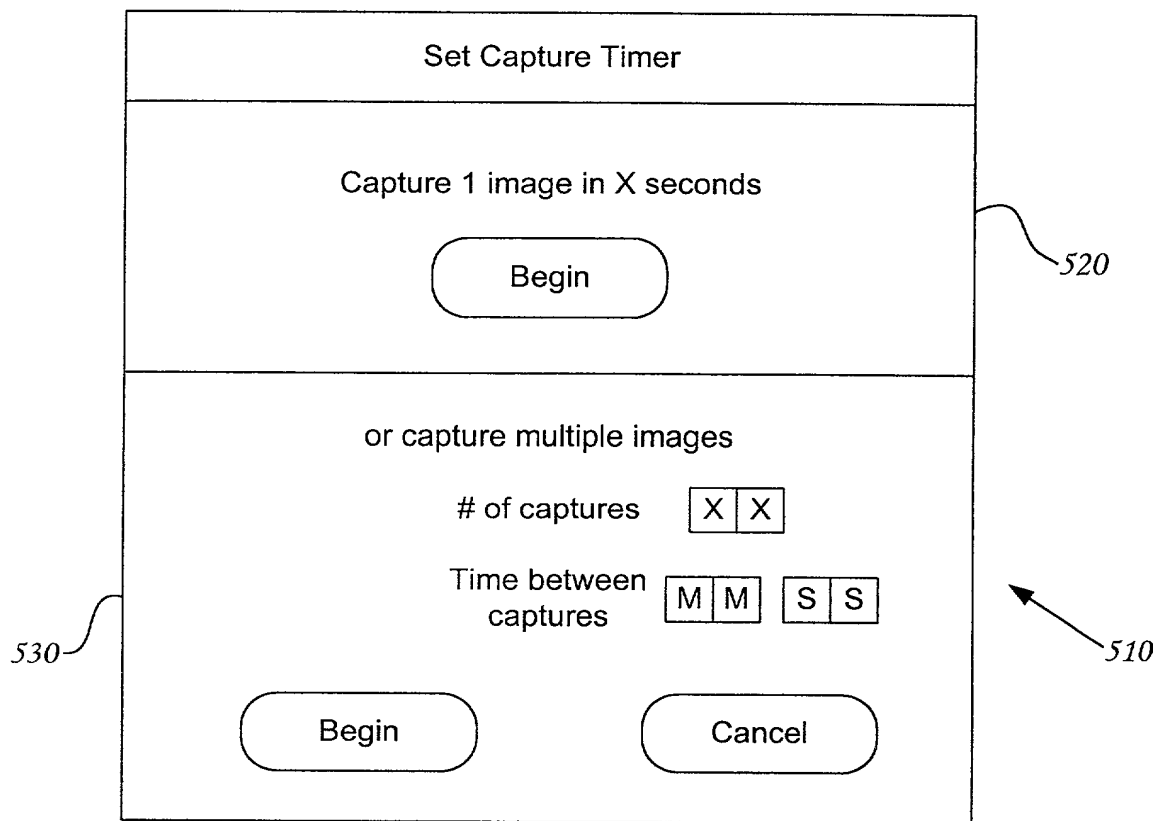 Set Capture Timer
Capture 1 image in X seconds
Begin
520
or capture multiple images
# of captures X X
Time between
captures M M S S
530
510
Begin Cancel